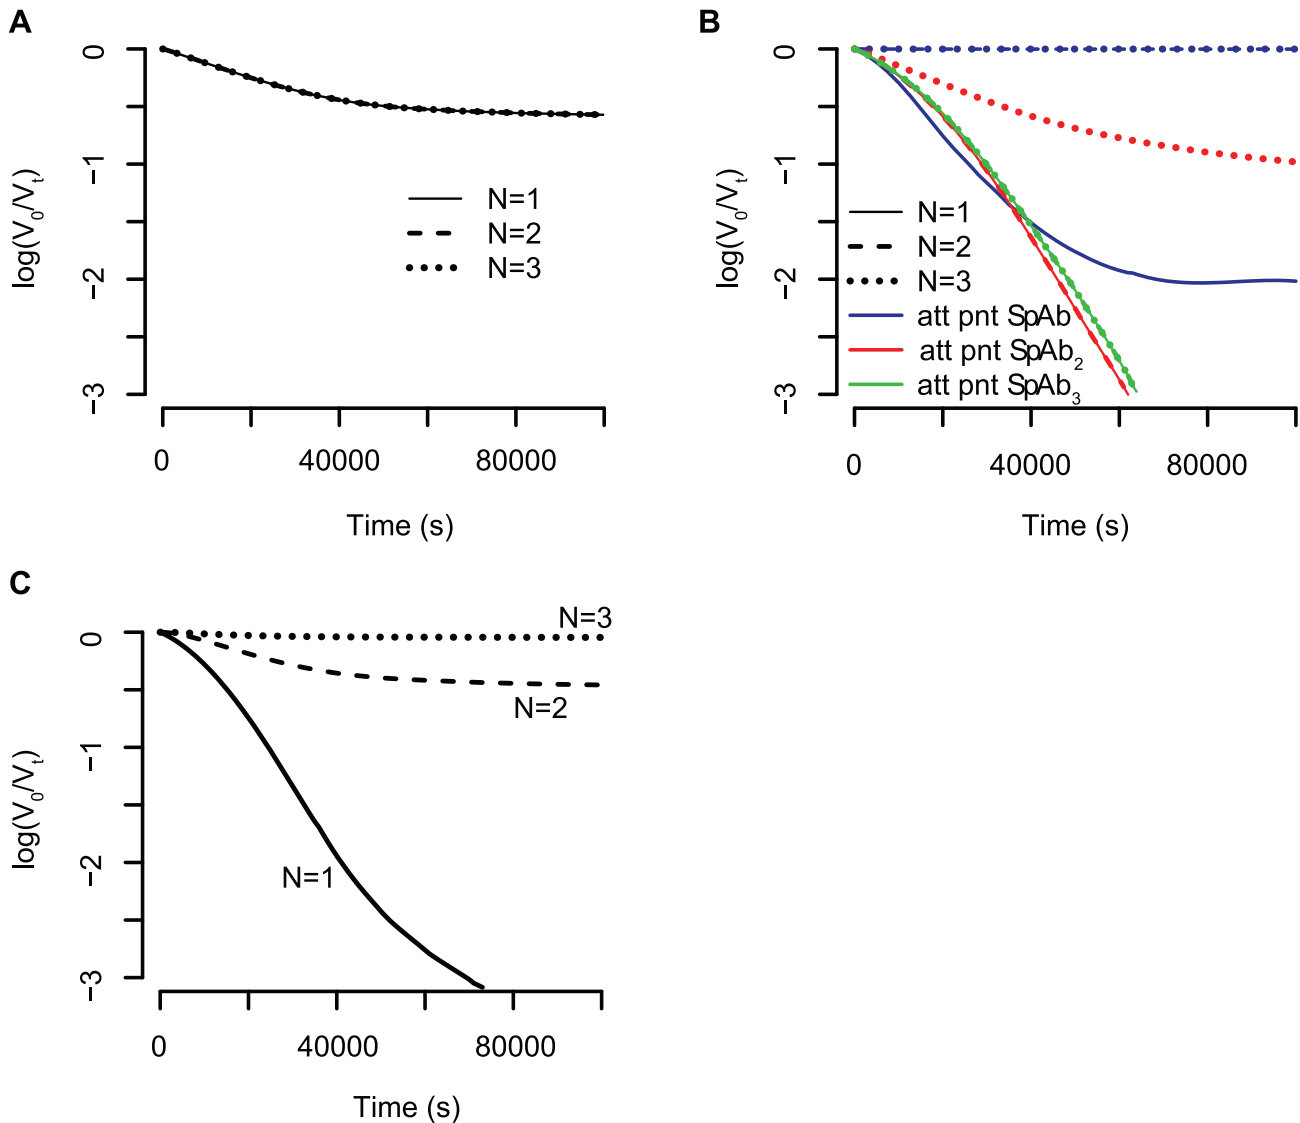 A
0
−1
−2
−3
log(V0/Vt)
N=1
N=2
N=3
0 40000 80000
Time (s)
B
0
−1
−2
−3
log(V0/Vt)
N=1
N=2
N=3
att pnt SpAb
att pnt SpAb2
att pnt SpAb3
0 40000 80000
Time (s)
C
0
−1
−2
−3
log(V0/Vt)
N=3
N=2
N=1
0 40000 80000
Time (s)